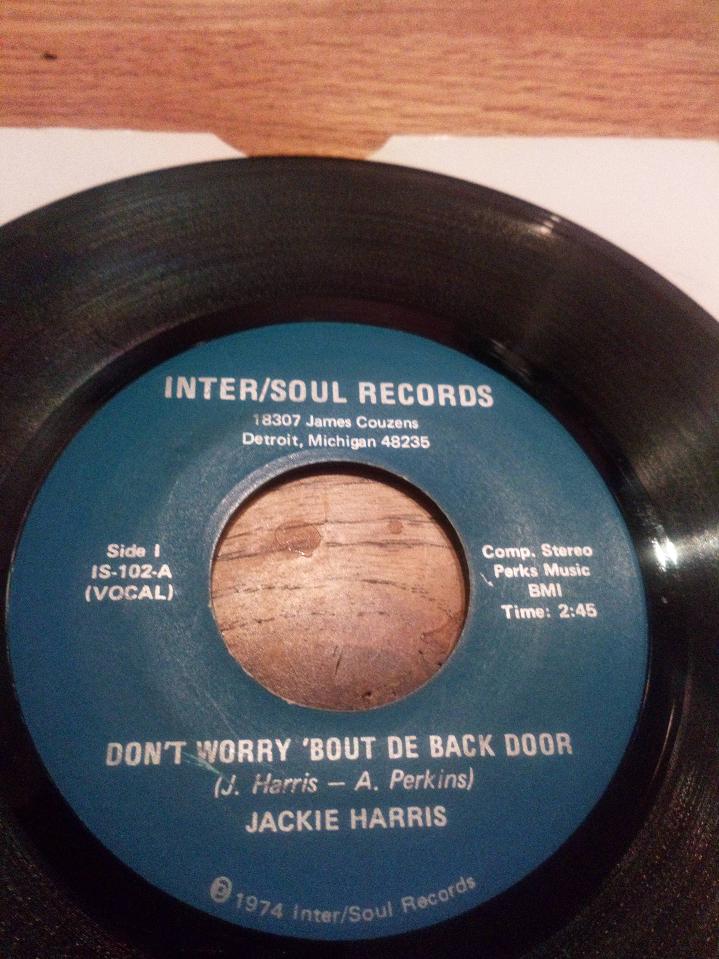 INTER/SOUL RECORDS
18307 James Couzens
Detroit, Michigan 48235
Side I
IS-102-A
(VOCAL)
Comp. Stereo
Perks Music
BMI
Time: 2:45
DON'T WORRY 'BOUT DE BACK DOOR
(J. Harris — A. Perkins)
JACKIE HARRIS
℗ 1974 Inter/Soul Records